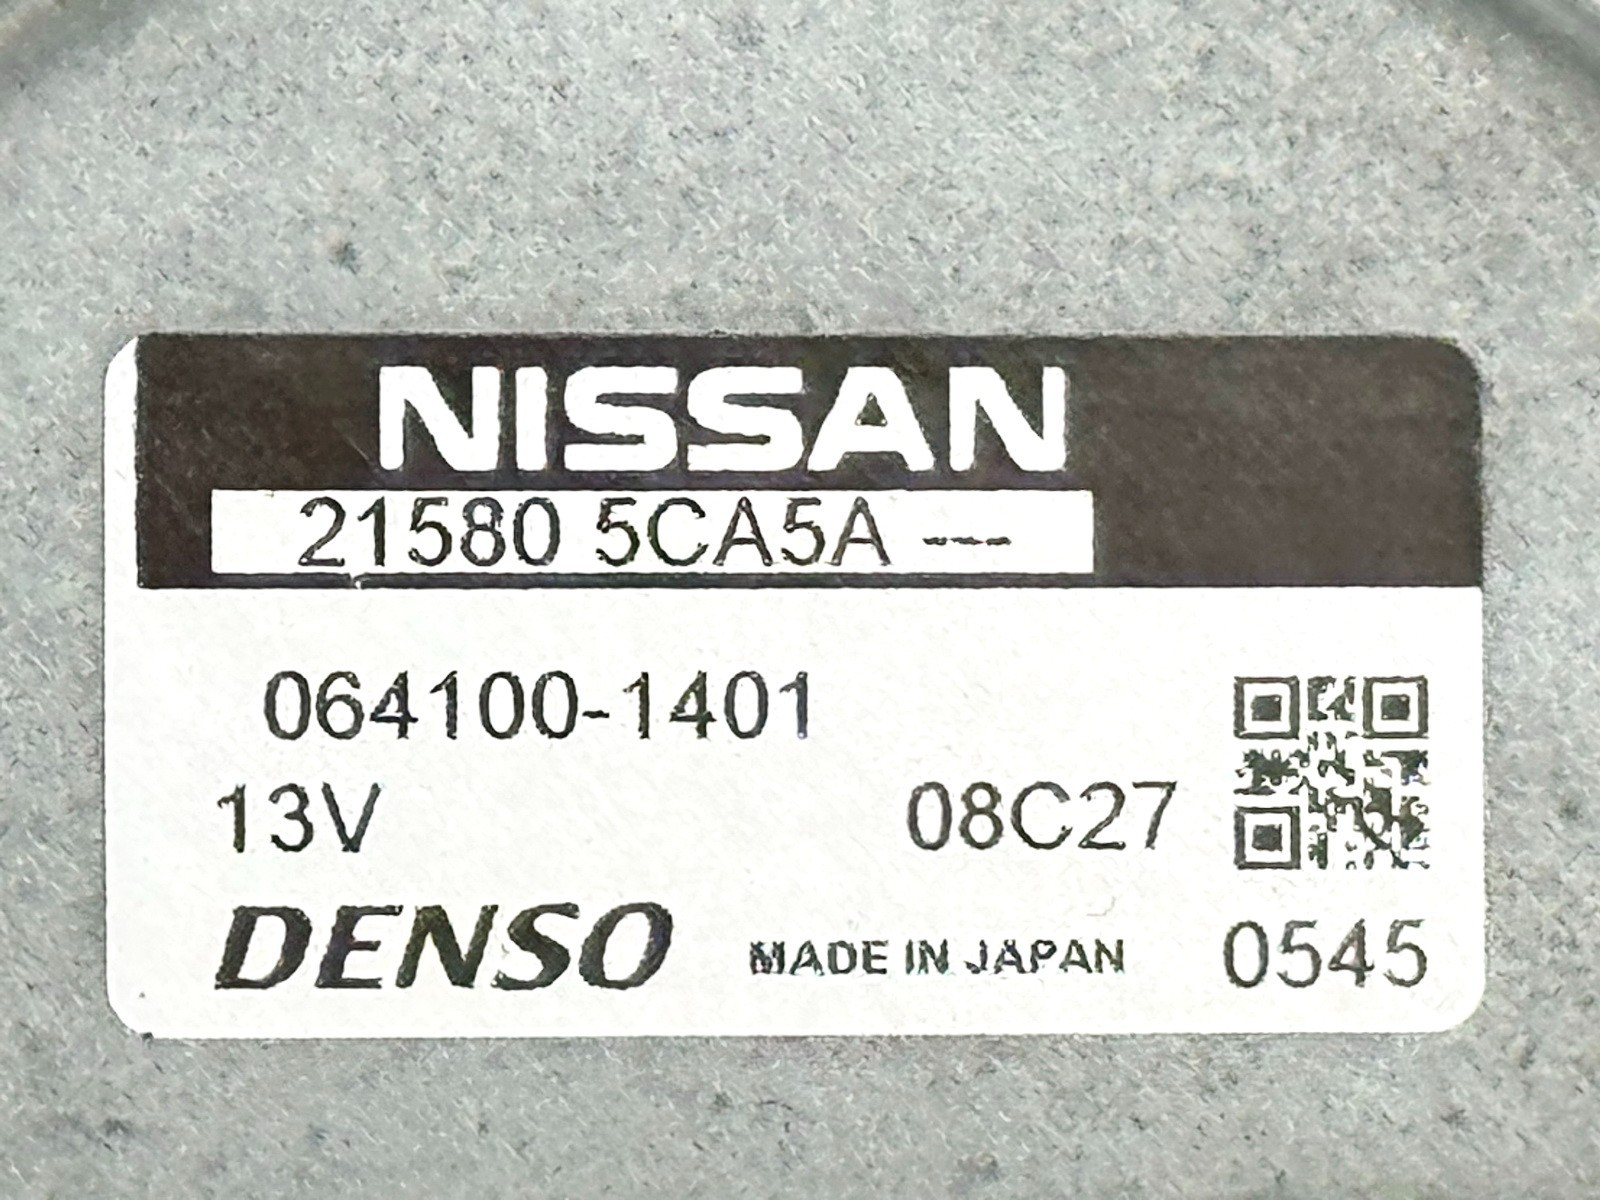 NISSAN
21580 5CA5A ---
064100-1401
13V 08C27
DENSO MADE IN JAPAN 0545